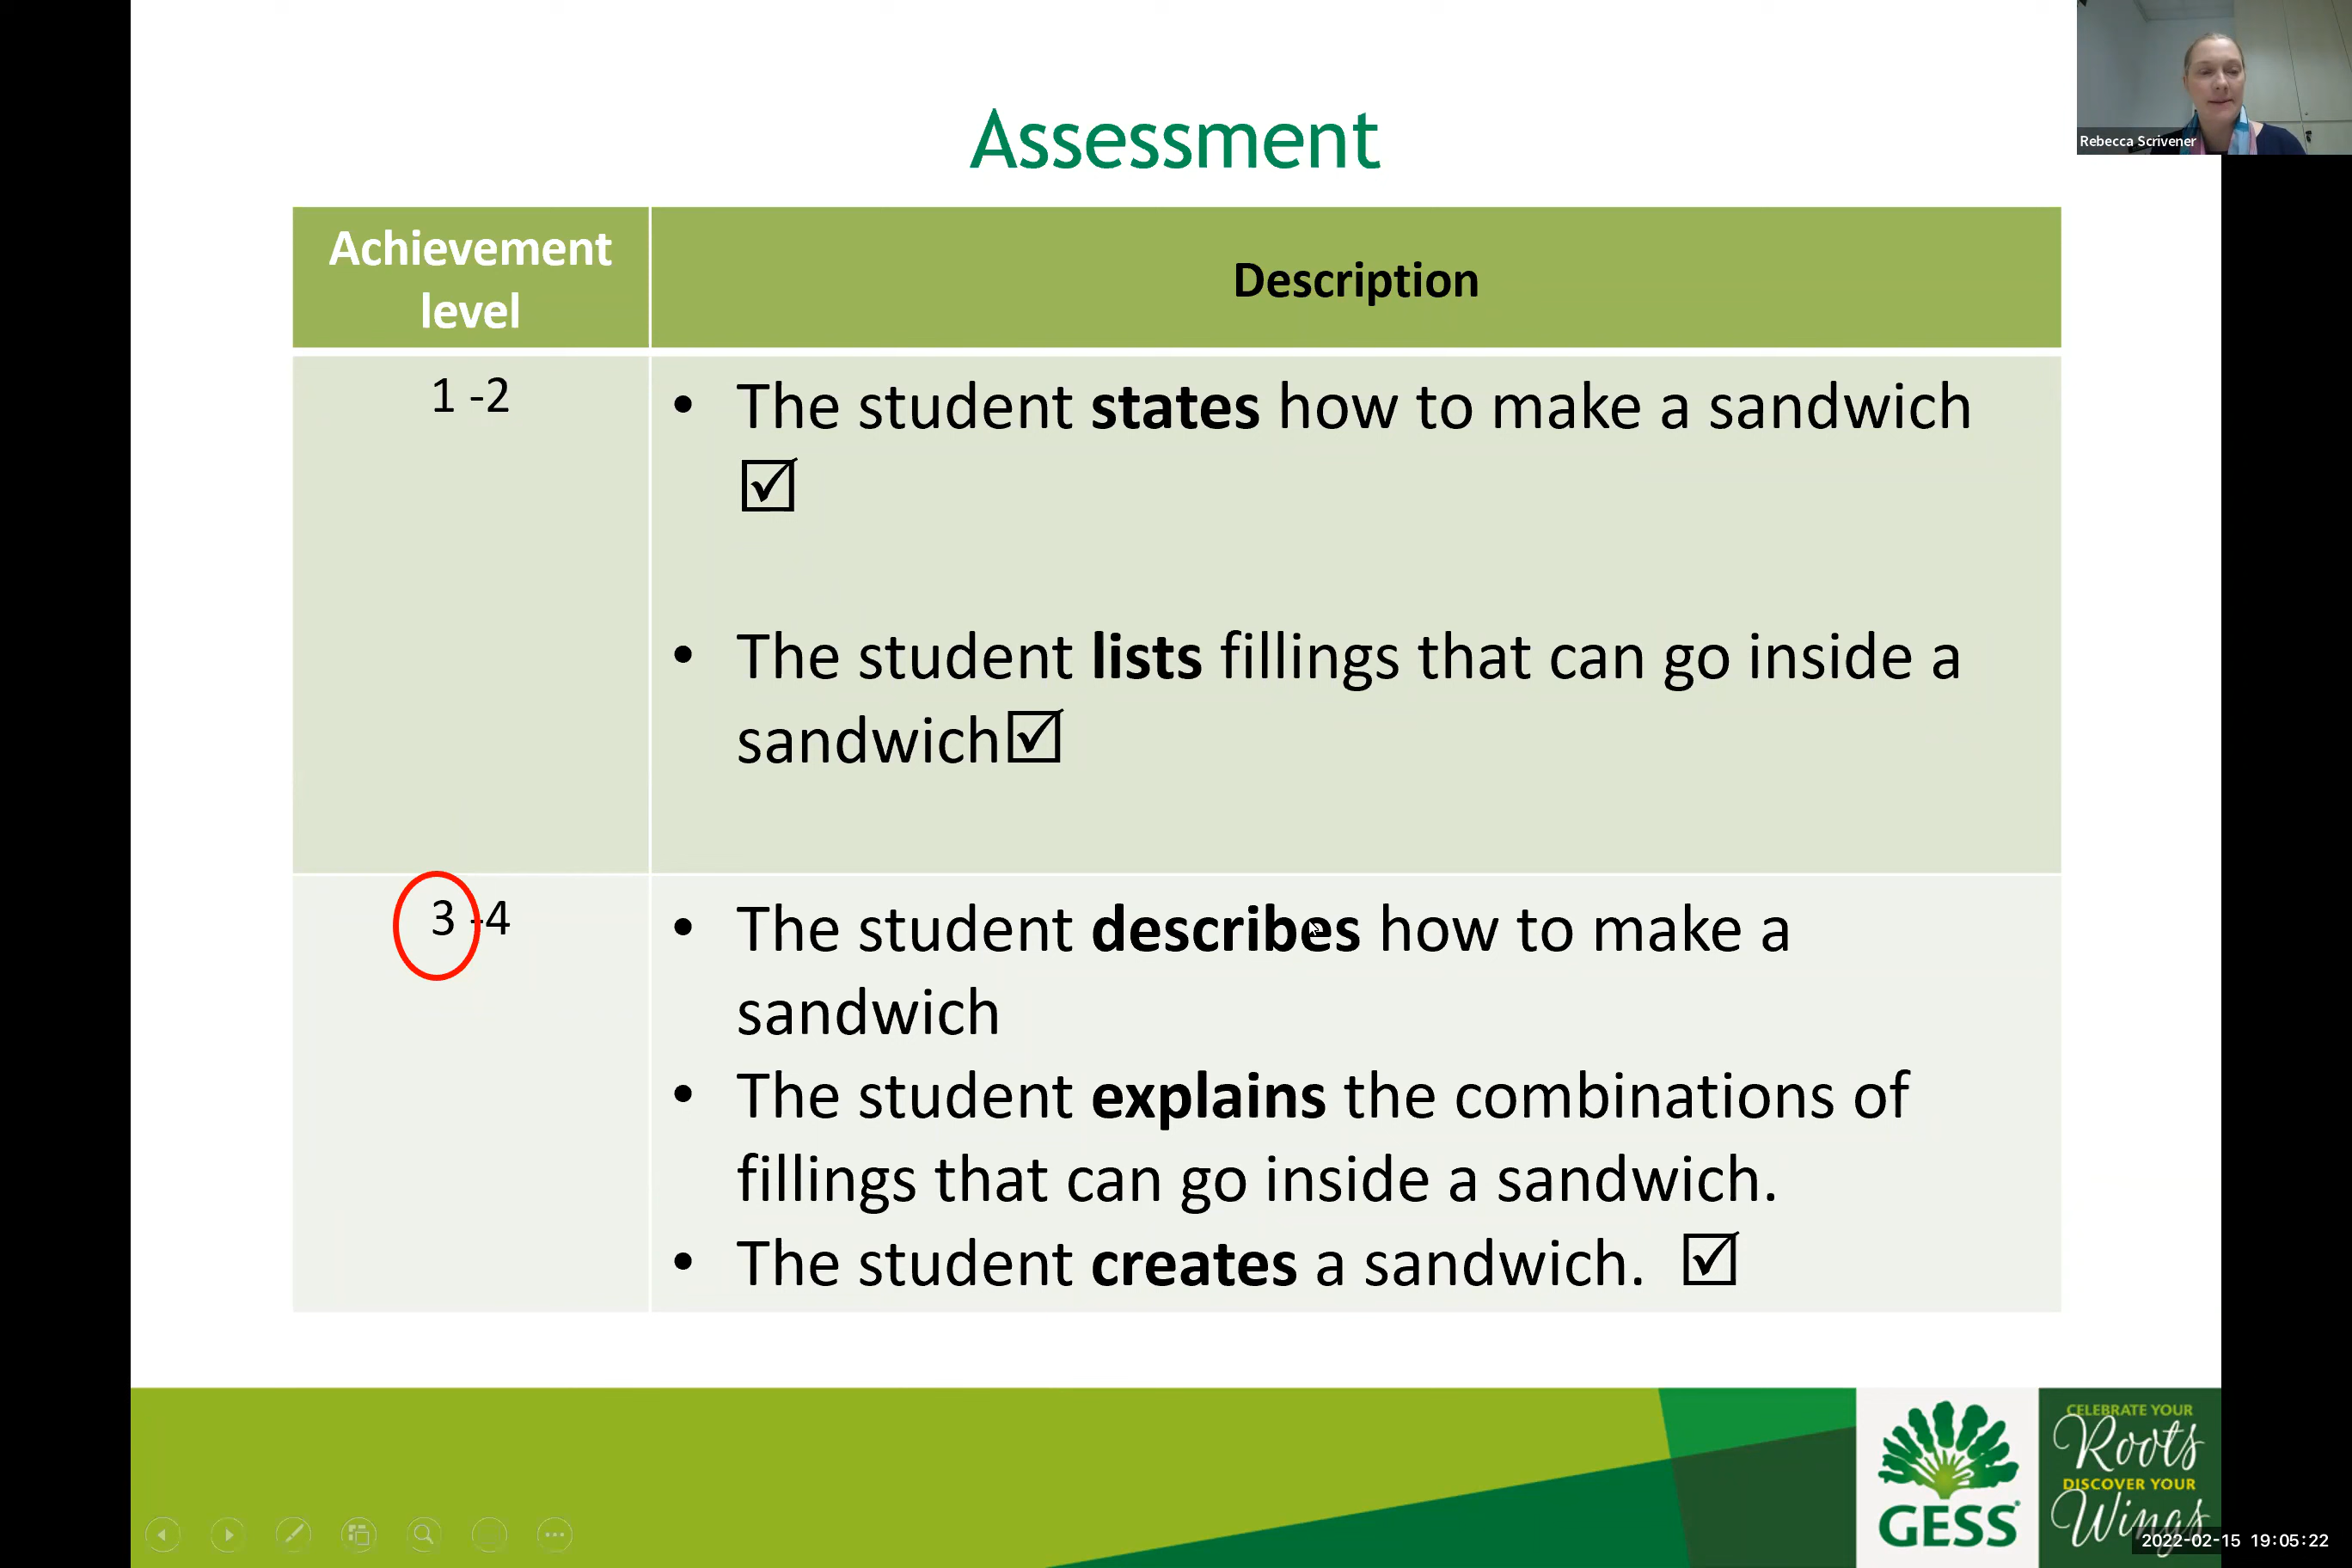 Assessment
Rebecca Scrivener
Achievement
level
Description
1 -2
• The student states how to make a sandwich
☑
• The student lists fillings that can go inside a
sandwich☑
3 -4
• The student describes how to make a
sandwich
• The student explains the combinations of
fillings that can go inside a sandwich.
• The student creates a sandwich. ☑
GESS
CELEBRATE YOUR
Roots
DISCOVER YOUR
Wings
2022-02-15 19:05:22